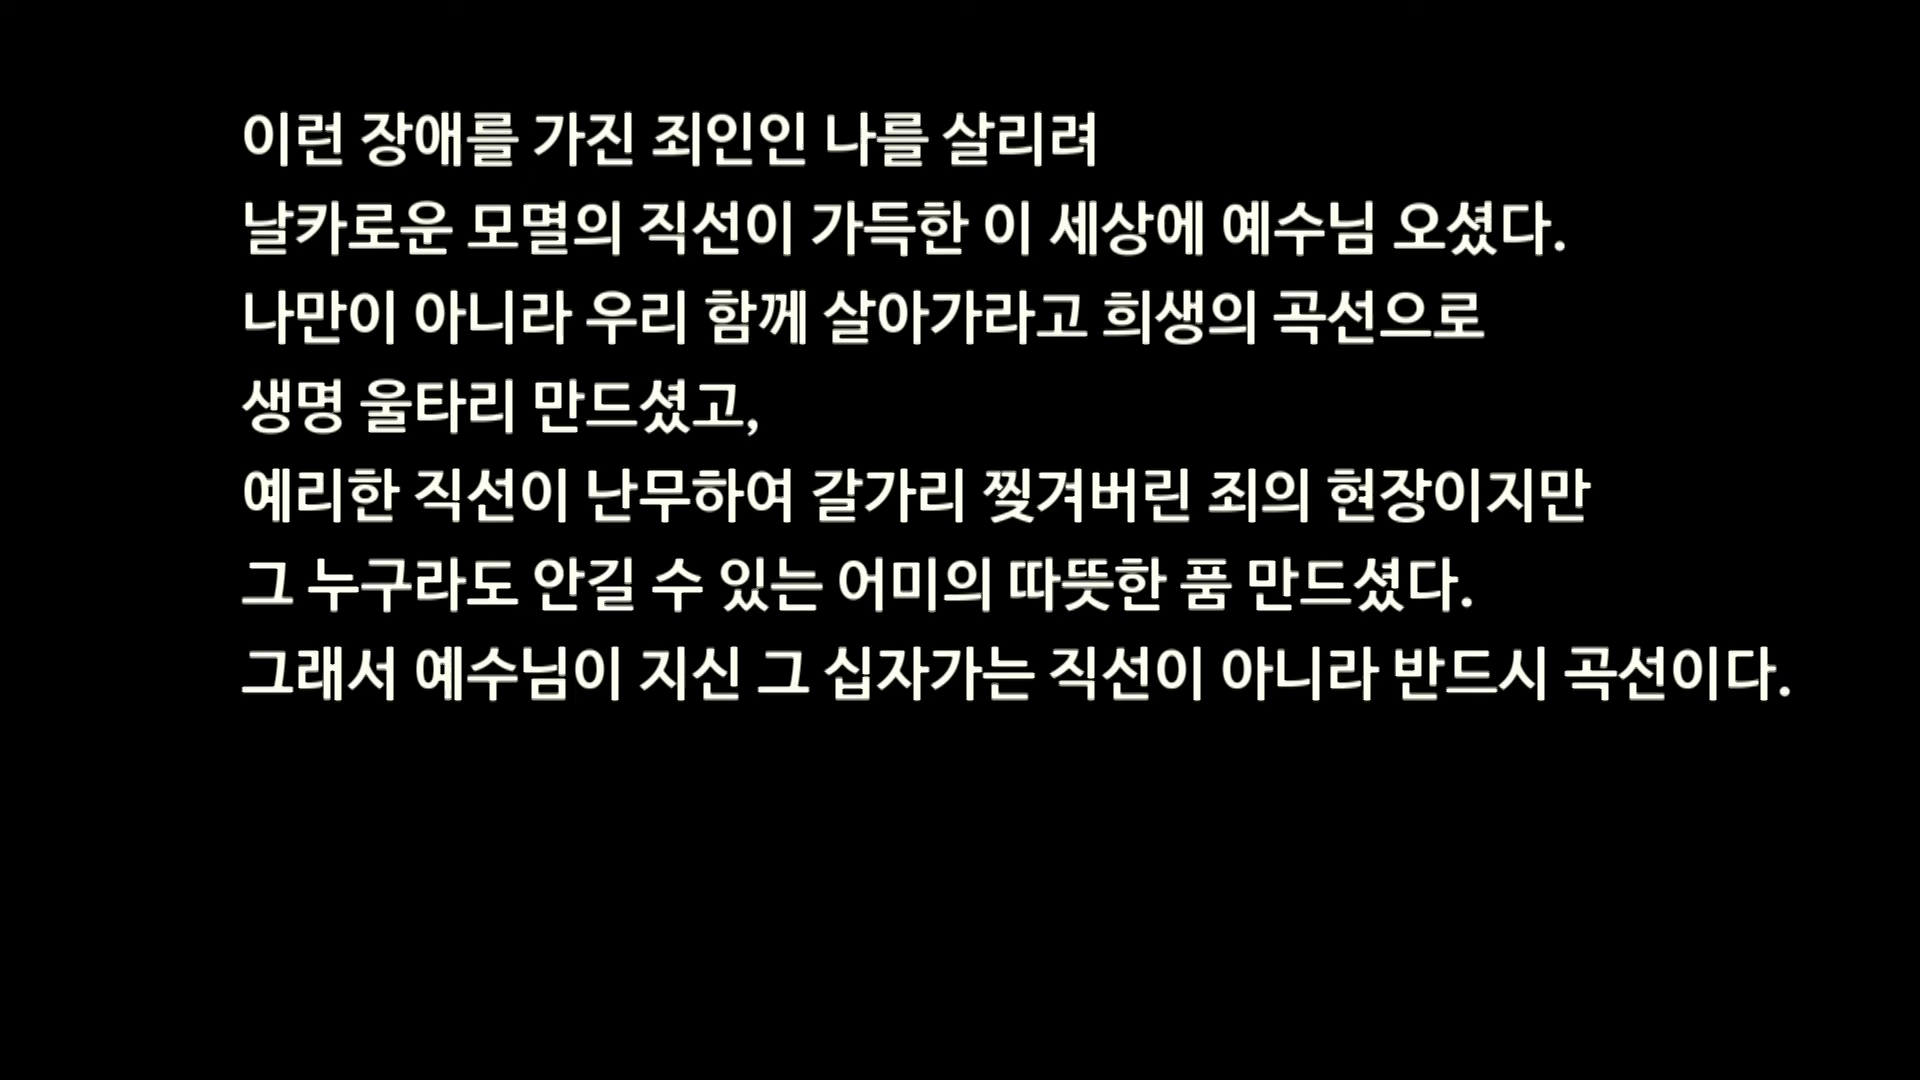 이런 장애를 가진 죄인인 나를 살리려
날카로운 모멸의 직선이 가득한 이 세상에 예수님 오셨다.
나만이 아니라 우리 함께 살아가라고 희생의 곡선으로
생명 울타리 만드셨고,
예리한 직선이 난무하여 갈가리 찢겨버린 죄의 현장이지만
그 누구라도 안길 수 있는 어미의 따뜻한 품 만드셨다.
그래서 예수님이 지신 그 십자가는 직선이 아니라 반드시 곡선이다.